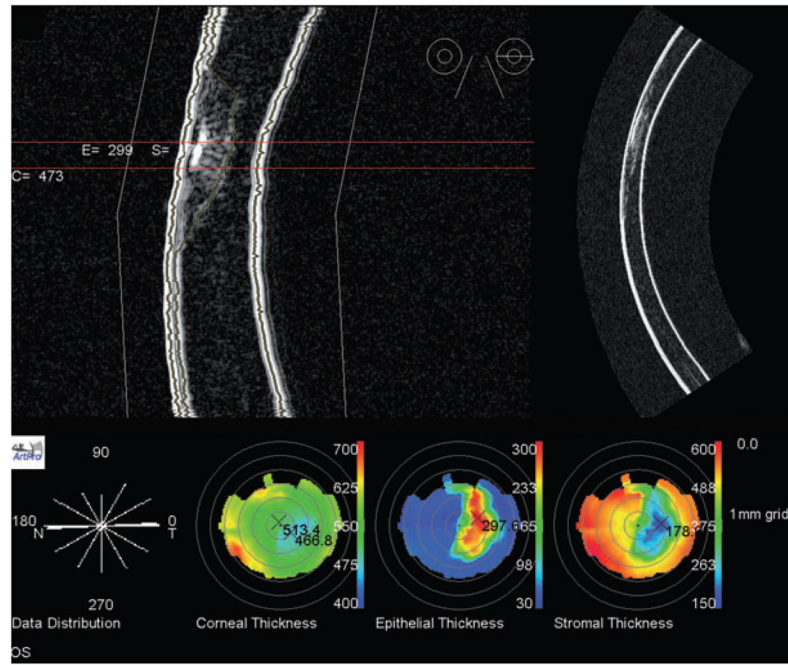 E= 299 S=
C= 473
ArtPro
90
180
N
0
T
270
Data Distribution
OS
700
625
550
475
400
513.4
466.8
Corneal Thickness
300
233
165
98
30
297.6
Epithelial Thickness
600
488
375
263
150
178.
Stromal Thickness
0.0
1mm grid